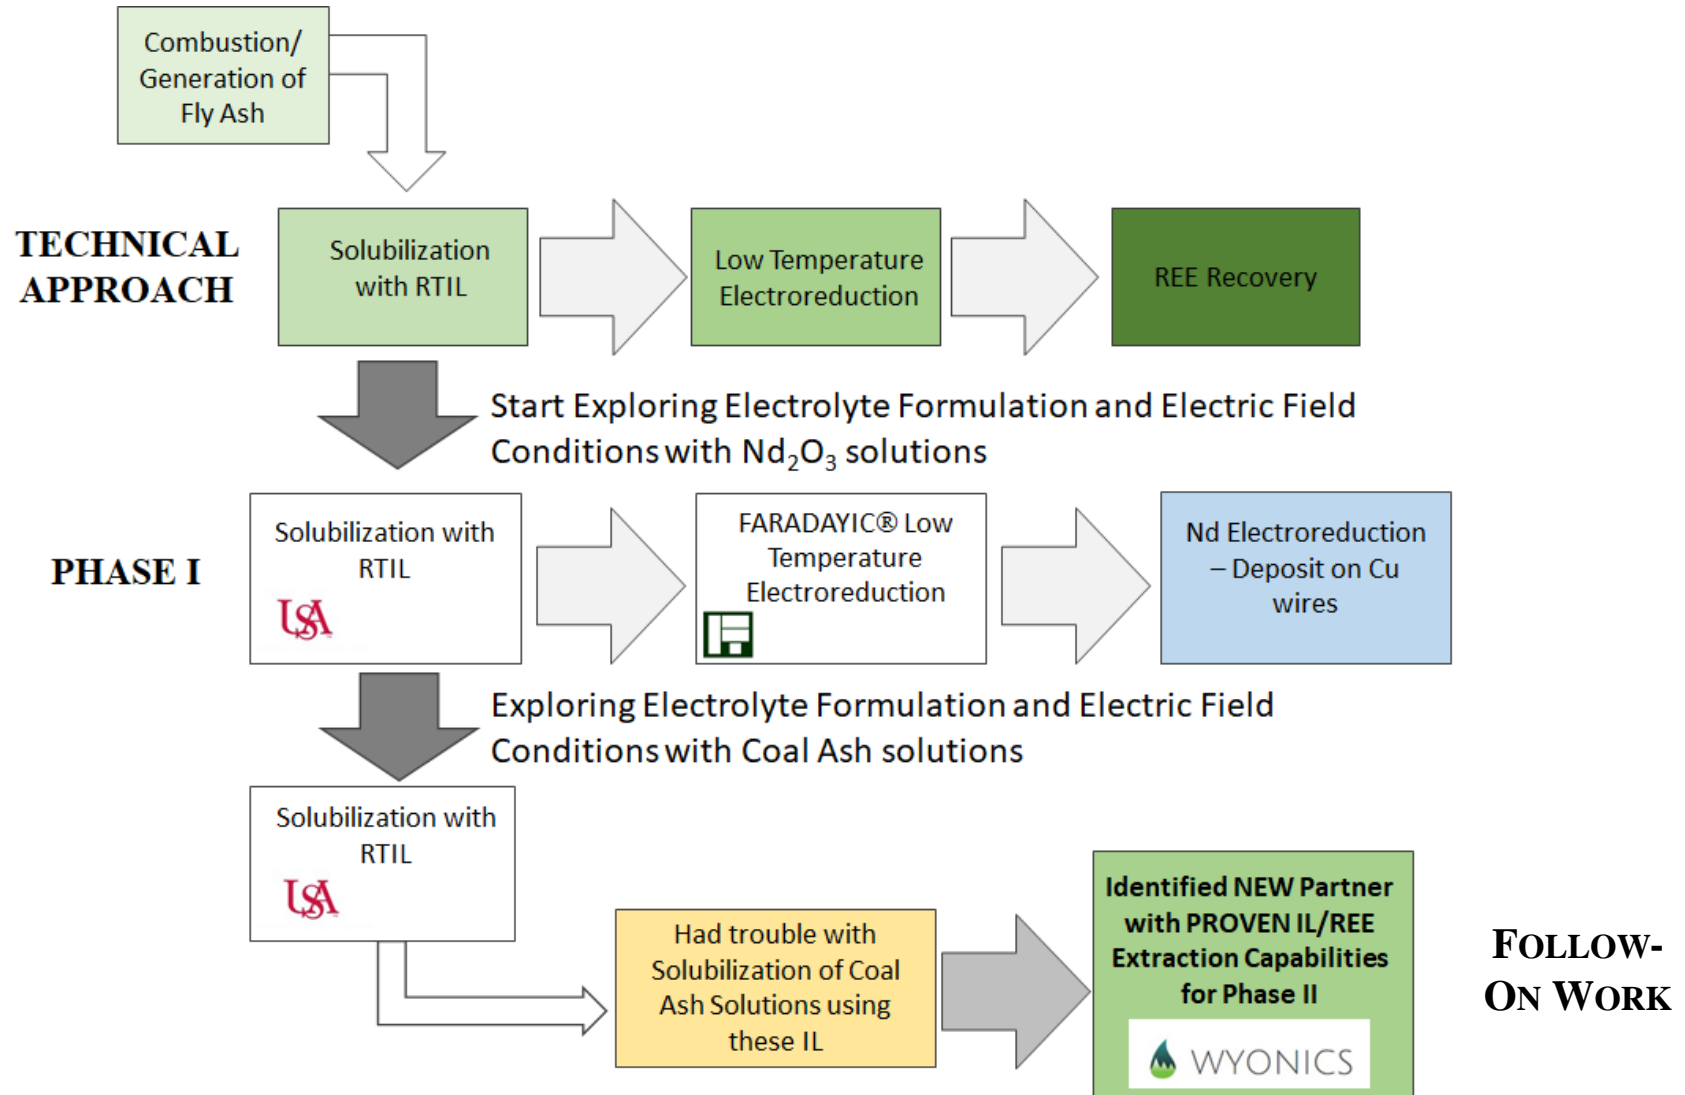 Combustion/
Generation of
Fly Ash
TECHNICAL
APPROACH
Solubilization
with RTIL
Low Temperature
Electroreduction
REE Recovery
Start Exploring Electrolyte Formulation and Electric Field
Conditions with Nd₂O₃ solutions
PHASE I
Solubilization with
RTIL
USA
FARADAYIC® Low
Temperature
Electroreduction
Nd Electroreduction
– Deposit on Cu
wires
Exploring Electrolyte Formulation and Electric Field
Conditions with Coal Ash solutions
Solubilization with
RTIL
USA
Had trouble with
Solubilization of Coal
Ash Solutions using
these IL
Identified NEW Partner
with PROVEN IL/REE
Extraction Capabilities
for Phase II
WYONICS
FOLLOW-
ON WORK